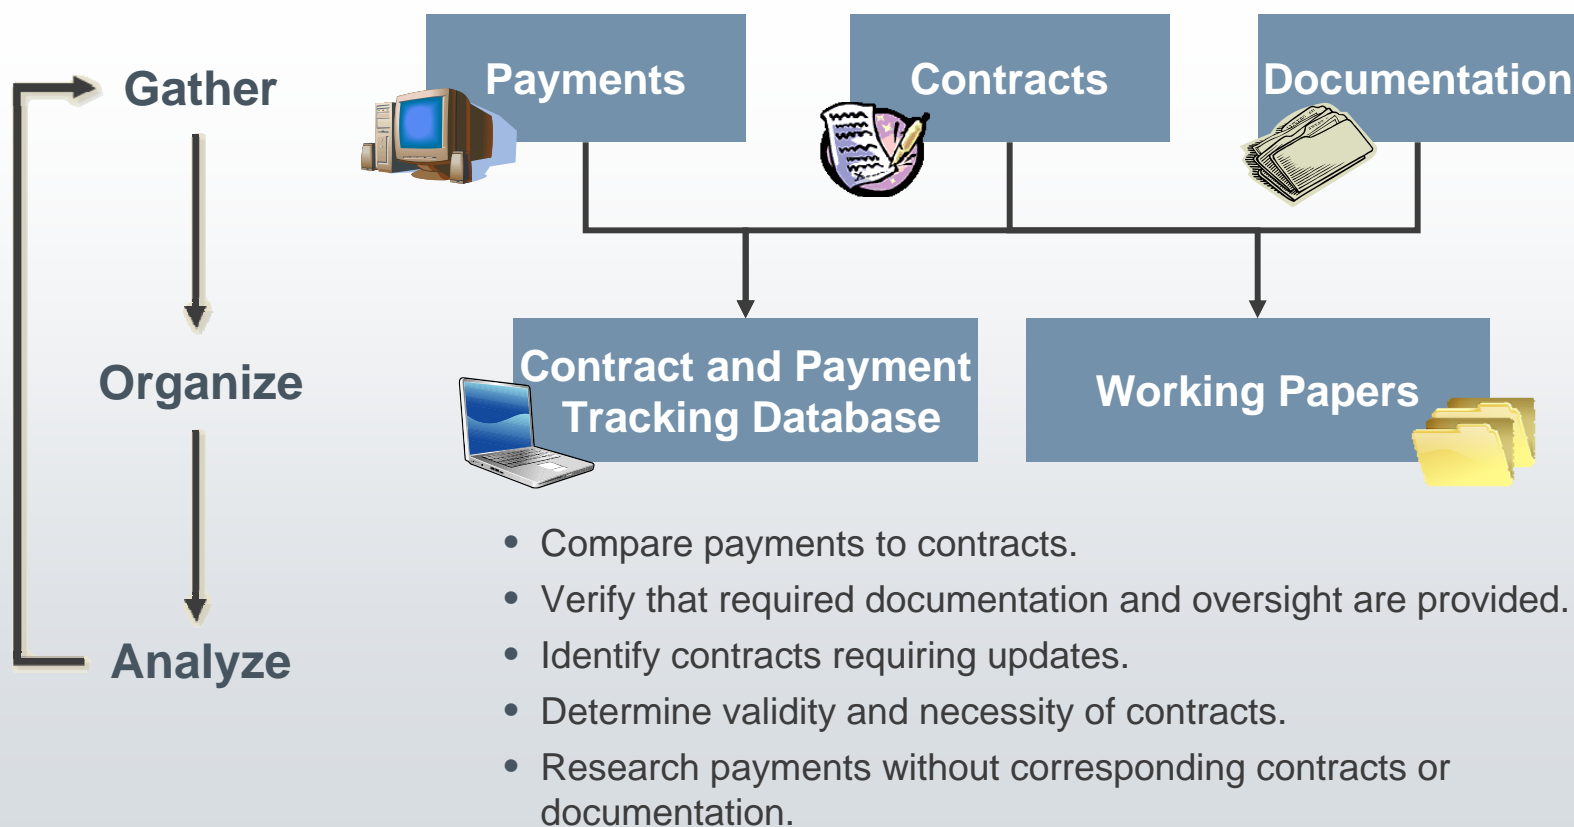 Gather
Payments
Contracts
Documentation
Organize
Contract and Payment
Tracking Database
Working Papers
Analyze
• Compare payments to contracts.
• Verify that required documentation and oversight are provided.
• Identify contracts requiring updates.
• Determine validity and necessity of contracts.
• Research payments without corresponding contracts or
documentation.